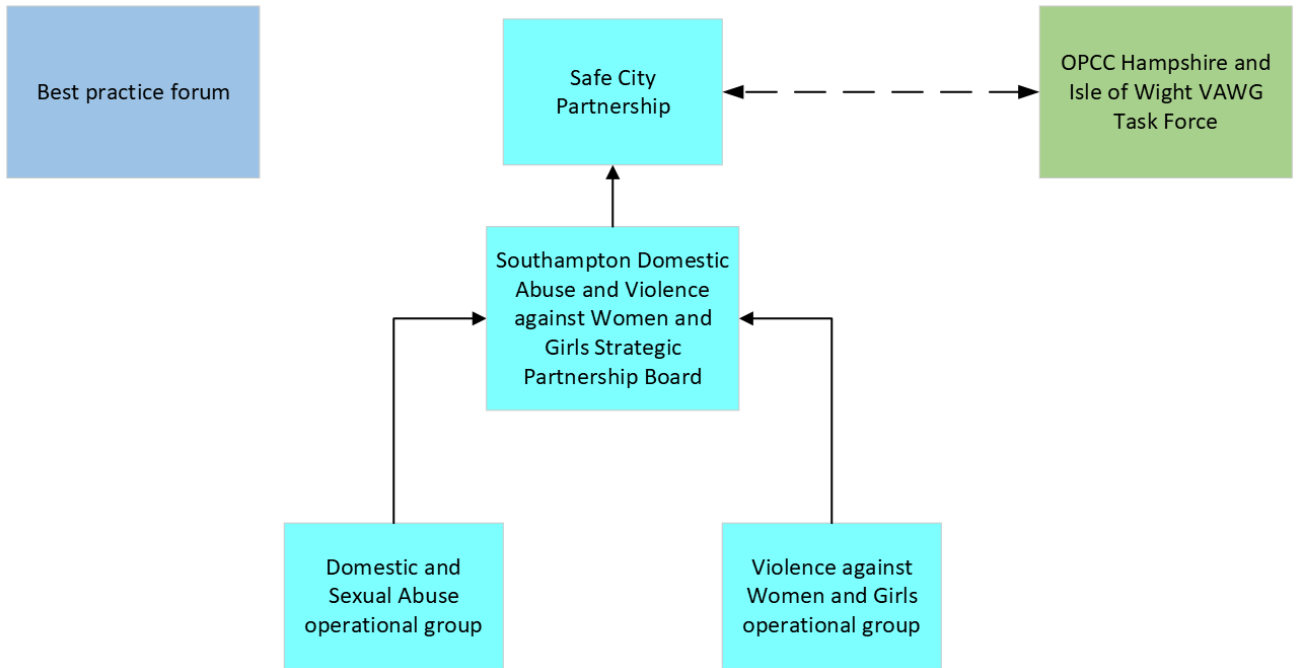 Best practice forum
Safe City
Partnership
OPCC Hampshire and
Isle of Wight VAWG
Task Force
Southampton Domestic
Abuse and Violence
against Women and
Girls Strategic
Partnership Board
Domestic and
Sexual Abuse
operational group
Violence against
Women and Girls
operational group